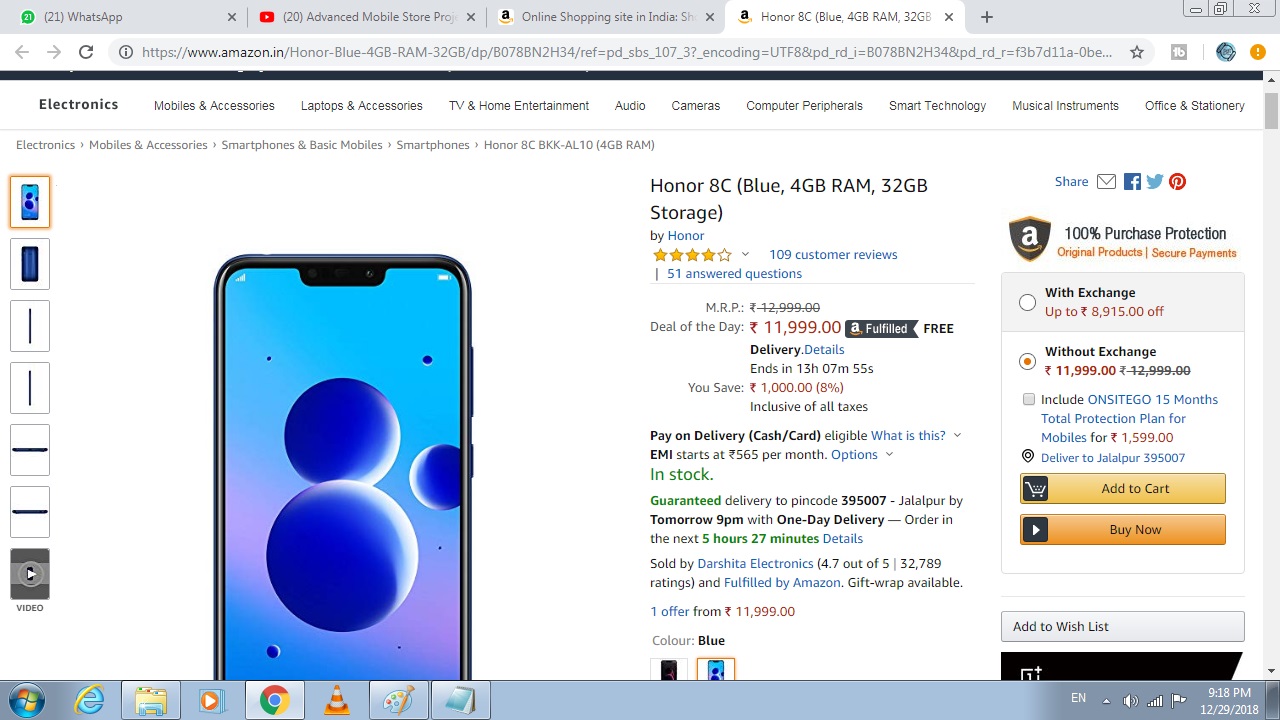 (21) WhatsApp
(20) Advanced Mobile Store Proj
Online Shopping site in India: Sh
Honor 8C (Blue, 4GB RAM, 32GB
https://www.amazon.in/Honor-Blue-4GB-RAM-32GB/dp/B078BN2H34/ref=pd_sbs_107_3?_encoding=UTF8&pd_rd_i=B078BN2H34&pd_rd_r=f3b7d11a-0be...
Electronics
Mobiles & Accessories
Laptops & Accessories
TV & Home Entertainment
Audio
Cameras
Computer Peripherals
Smart Technology
Musical Instruments
Office & Stationery
Electronics › Mobiles & Accessories › Smartphones & Basic Mobiles › Smartphones › Honor 8C BKK-AL10 (4GB RAM)
VIDEO
Honor 8C (Blue, 4GB RAM, 32GB
Storage)
by Honor
109 customer reviews
| 51 answered questions
M.R.P.: ₹ 12,999.00
Deal of the Day: ₹ 11,999.00 a Fulfilled FREE
Delivery.Details
Ends in 13h 07m 55s
You Save: ₹ 1,000.00 (8%)
Inclusive of all taxes
Pay on Delivery (Cash/Card) eligible What is this?
EMI starts at ₹565 per month. Options
In stock.
Guaranteed delivery to pincode 395007 - Jalalpur by
Tomorrow 9pm with One-Day Delivery — Order in
the next 5 hours 27 minutes Details
Sold by Darshita Electronics (4.7 out of 5 | 32,789
ratings) and Fulfilled by Amazon. Gift-wrap available.
1 offer from ₹ 11,999.00
Colour: Blue
Share
100% Purchase Protection
Original Products | Secure Payments
With Exchange
Up to ₹ 8,915.00 off
Without Exchange
₹ 11,999.00 ₹ 12,999.00
Include ONSITEGO 15 Months
Total Protection Plan for
Mobiles for ₹ 1,599.00
Deliver to Jalalpur 395007
Add to Cart
Buy Now
Add to Wish List
EN
9:18 PM
12/29/2018